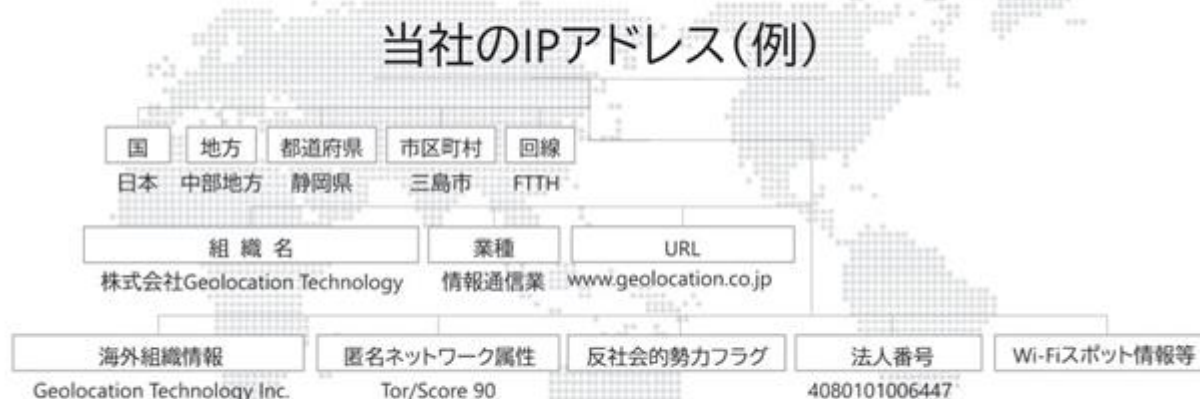 当社のIPアドレス（例）
国 地方 都道府県 市区町村 回線
日本 中部地方 静岡県 三島市 FTTH
組織名 業種 URL
株式会社Geolocation Technology 情報通信業 www.geolocation.co.jp
海外組織情報 匿名ネットワーク属性 反社会的勢力フラグ 法人番号 Wi-Fiスポット情報等
Geolocation Technology Inc. Tor/Score 90 4080101006447